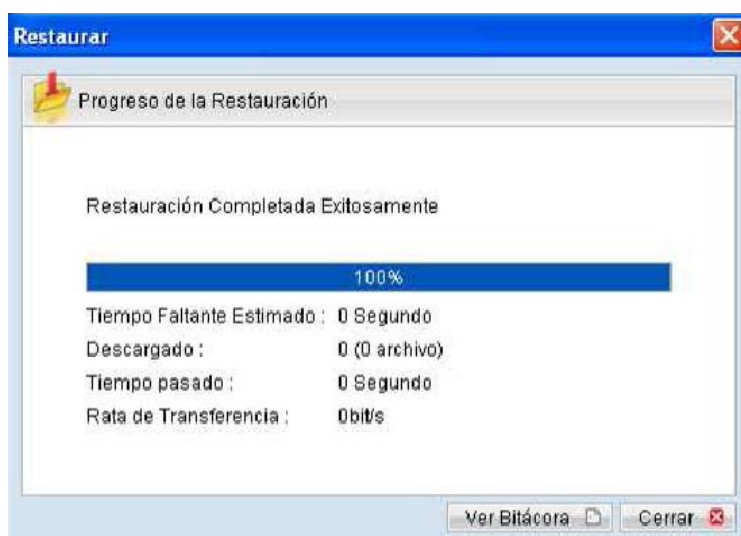 Restaurar
Progreso de la Restauración
Restauración Completada Exitosamente
100%
Tiempo Faltante Estimado : 0 Segundo
Descargado : 0 (0 archivo)
Tiempo pasado : 0 Segundo
Rata de Transferencia : 0bit/s
Ver Bitácora Cerrar